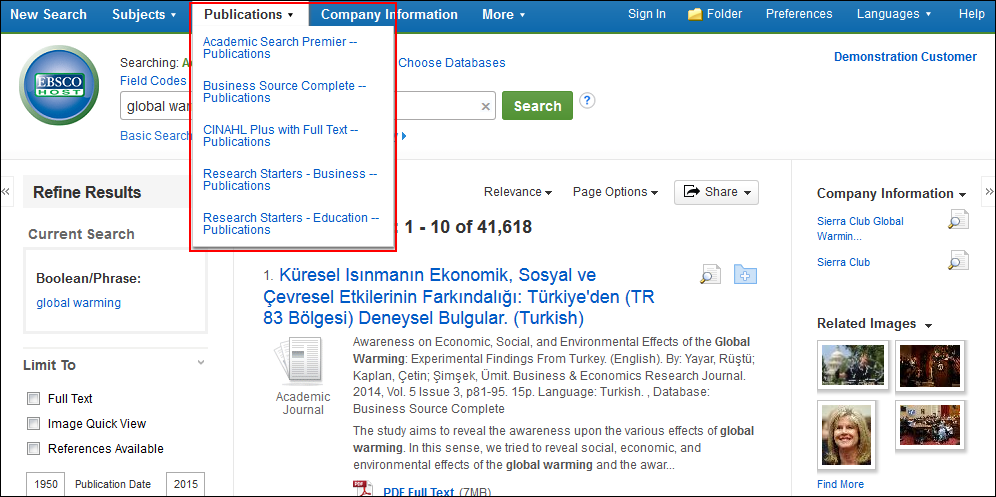 New Search Subjects Publications Company Information More Sign In Folder Preferences Languages Help
Academic Search Premier --
Publications
Business Source Complete --
Publications
CINAHL Plus with Full Text --
Publications
Research Starters - Business --
Publications
Research Starters - Education --
Publications
EBSCO
HOST
Searching: Choose Databases
Demonstration Customer
Field Codes
global × Search ?
Basic Search
« Refine Results
Current Search
Boolean/Phrase:
global warming
Limit To
Full Text
Image Quick View
References Available
1950 Publication Date 2015
Relevance Page Options Share
1 - 10 of 41,618
1. Küresel Isınmanın Ekonomik, Sosyal ve
Çevresel Etkilerinin Farkındalığı: Türkiye'den (TR
83 Bölgesi) Deneysel Bulgular. (Turkish)
Academic
Journal
Awareness on Economic, Social, and Environmental Effects of the Global
Warming: Experimental Findings From Turkey. (English). By: Yayar, Rüştü;
Kaplan, Çetin; Şimşek, Ümit. Business & Economics Research Journal.
2014, Vol. 5 Issue 3, p81-95. 15p. Language: Turkish. , Database:
Business Source Complete
The study aims to reveal the awareness upon the various effects of global
warming. In this sense, we tried to reveal social, economic, and
environmental effects of the global warming and the awar...
PDF Full Text (7MB)
»
Company Information
Sierra Club Global
Warmin...
Sierra Club
Related Images
Find More